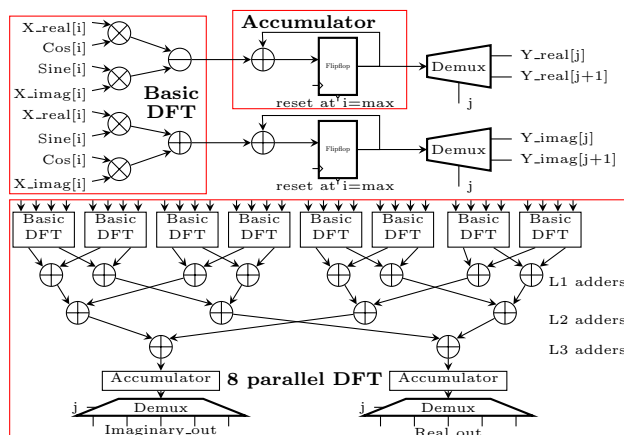 X_real[i]
Cos[i]
Sine[i]
X_imag[i]
Basic
DFT
Accumulator
Flipflop
reset at i=max
Demux
j
Y_real[j]
Y_real[j+1]
X_real[i]
Sine[i]
Cos[i]
X_imag[i]
Flipflop
reset at i=max
Demux
j
Y_imag[j]
Y_imag[j+1]
Basic DFT
Basic DFT
Basic DFT
Basic DFT
Basic DFT
Basic DFT
Basic DFT
Basic DFT
L1 adders
L2 adders
L3 adders
Accumulator
8 parallel DFT
Accumulator
j
Demux
j
Demux
Imaginary_out
Real out